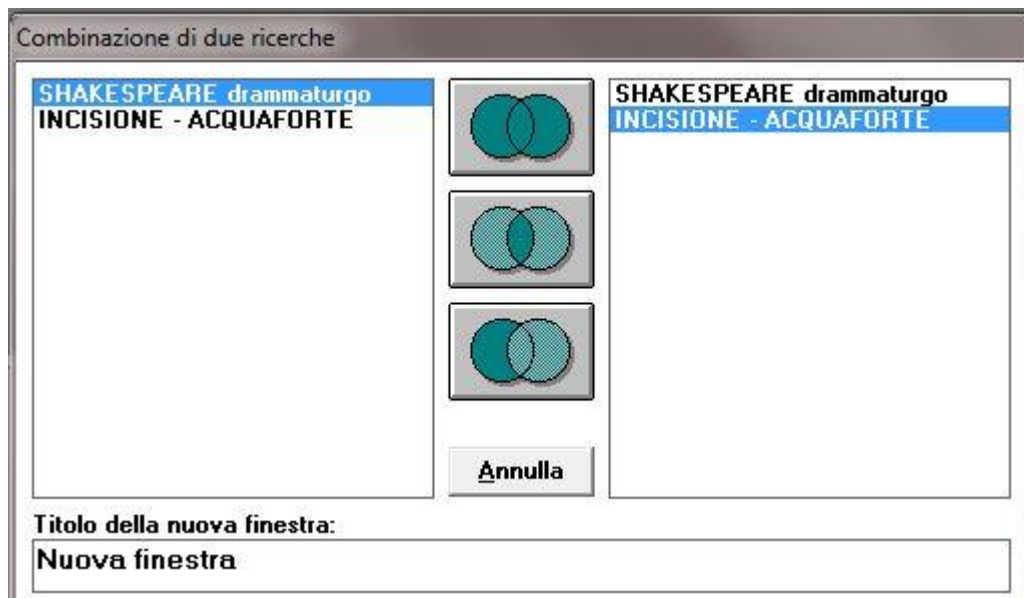 Combinazione di due ricerche
SHAKESPEARE drammaturgo
INCISIONE - ACQUAFORTE
SHAKESPEARE drammaturgo
INCISIONE - ACQUAFORTE
Annulla
Titolo della nuova finestra:
Nuova finestra